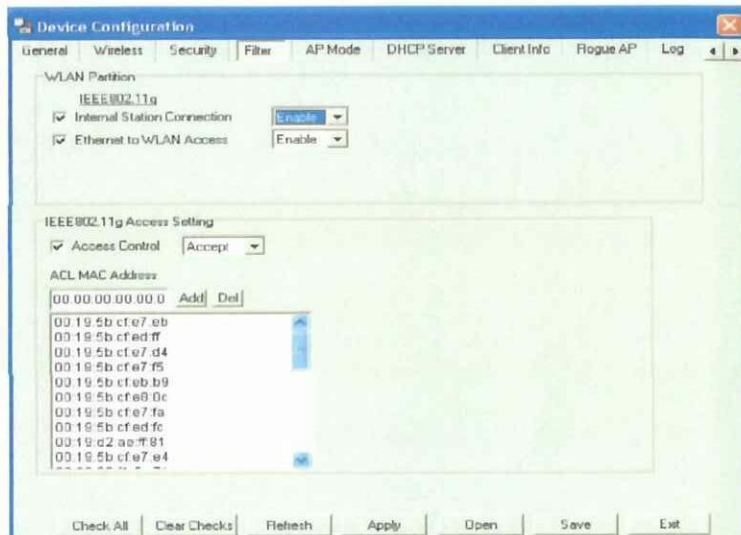 Device Configuration
General Wireless Security Filter AP Mode DHCP Server Client Info Rogue AP Log
WLAN Partition
IEEE802.11g
Internal Station Connection Enable
Ethernet to WLAN Access Enable
IEEE802.11g Access Setting
Access Control Accept
ACL MAC Address
00:00:00:00:00:0 Add Del
00:19:5b:cf:e7:eb
00:19:5b:cf:ed:ff
00:19:5b:cf:e7:d4
00:19:5b:cf:e7:f5
00:19:5b:cf:eb:b9
00:19:5b:cf:e8:0c
00:19:5b:cf:e7:fa
00:19:5b:cf:ed:fc
00:19:d2:ae:ff:81
00:19:5b:cf:e7:e4
Check All Clear Checks Refresh Apply Open Save Exit